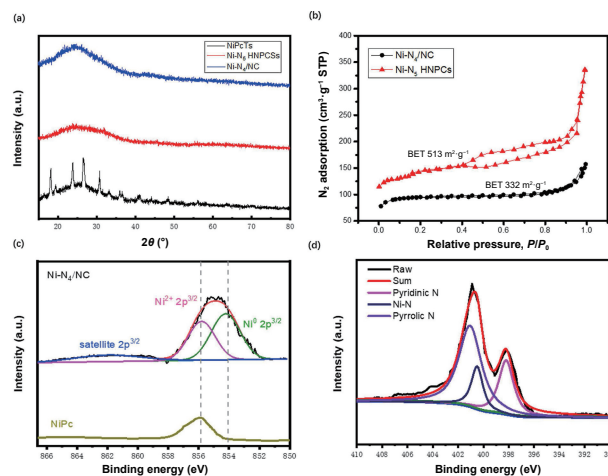 (a)
NiPcTs
Ni-N₅ HNPCSs
Ni-N₄/NC
Intensity (a.u.)
20 30 40 50 60 70 80
2θ (°)
(b)
Ni-N₄/NC
Ni-N₅ HNPCs
N₂ adsorption (cm³·g⁻¹ STP)
400
350
300
250
200
150
100
50
BET 513 m²·g⁻¹
BET 332 m²·g⁻¹
0.0 0.2 0.4 0.6 0.8 1.0
Relative pressure, P/P₀
(c)
Ni-N₄/NC
Ni²⁺ 2p³/²
Ni⁰ 2p³/²
satellite 2p³/²
NiPc
Intensity (a.u.)
866 864 862 860 858 856 854 852 850
Binding energy (eV)
(d)
Raw
Sum
Pyridinic N
Ni-N
Pyrrolic N
Intensity (a.u.)
410 408 406 404 402 400 398 396 394 392
Binding energy (eV)